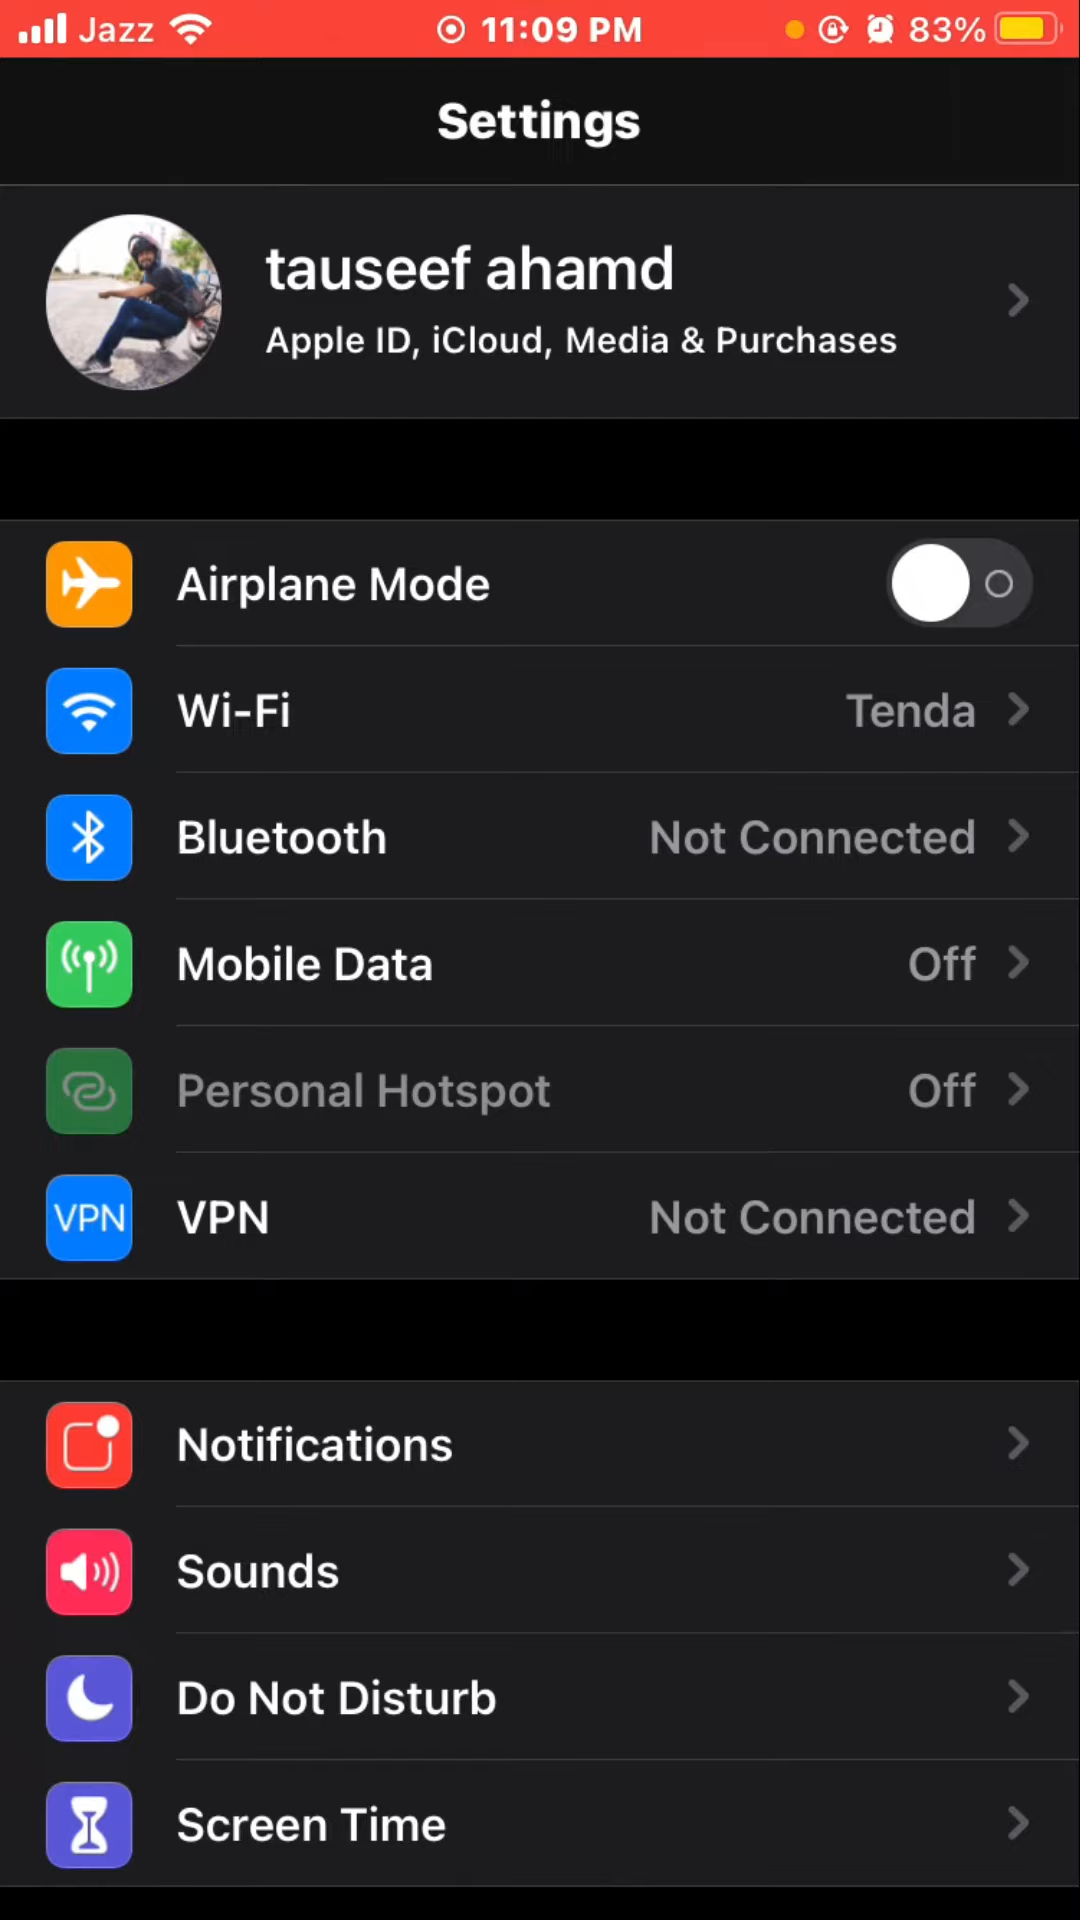 Jazz 11:09 PM 83%
Settings
tauseef ahamd
Apple ID, iCloud, Media & Purchases
Airplane Mode
Wi-Fi Tenda
Bluetooth Not Connected
Mobile Data Off
Personal Hotspot Off
VPN VPN Not Connected
Notifications
Sounds
Do Not Disturb
Screen Time